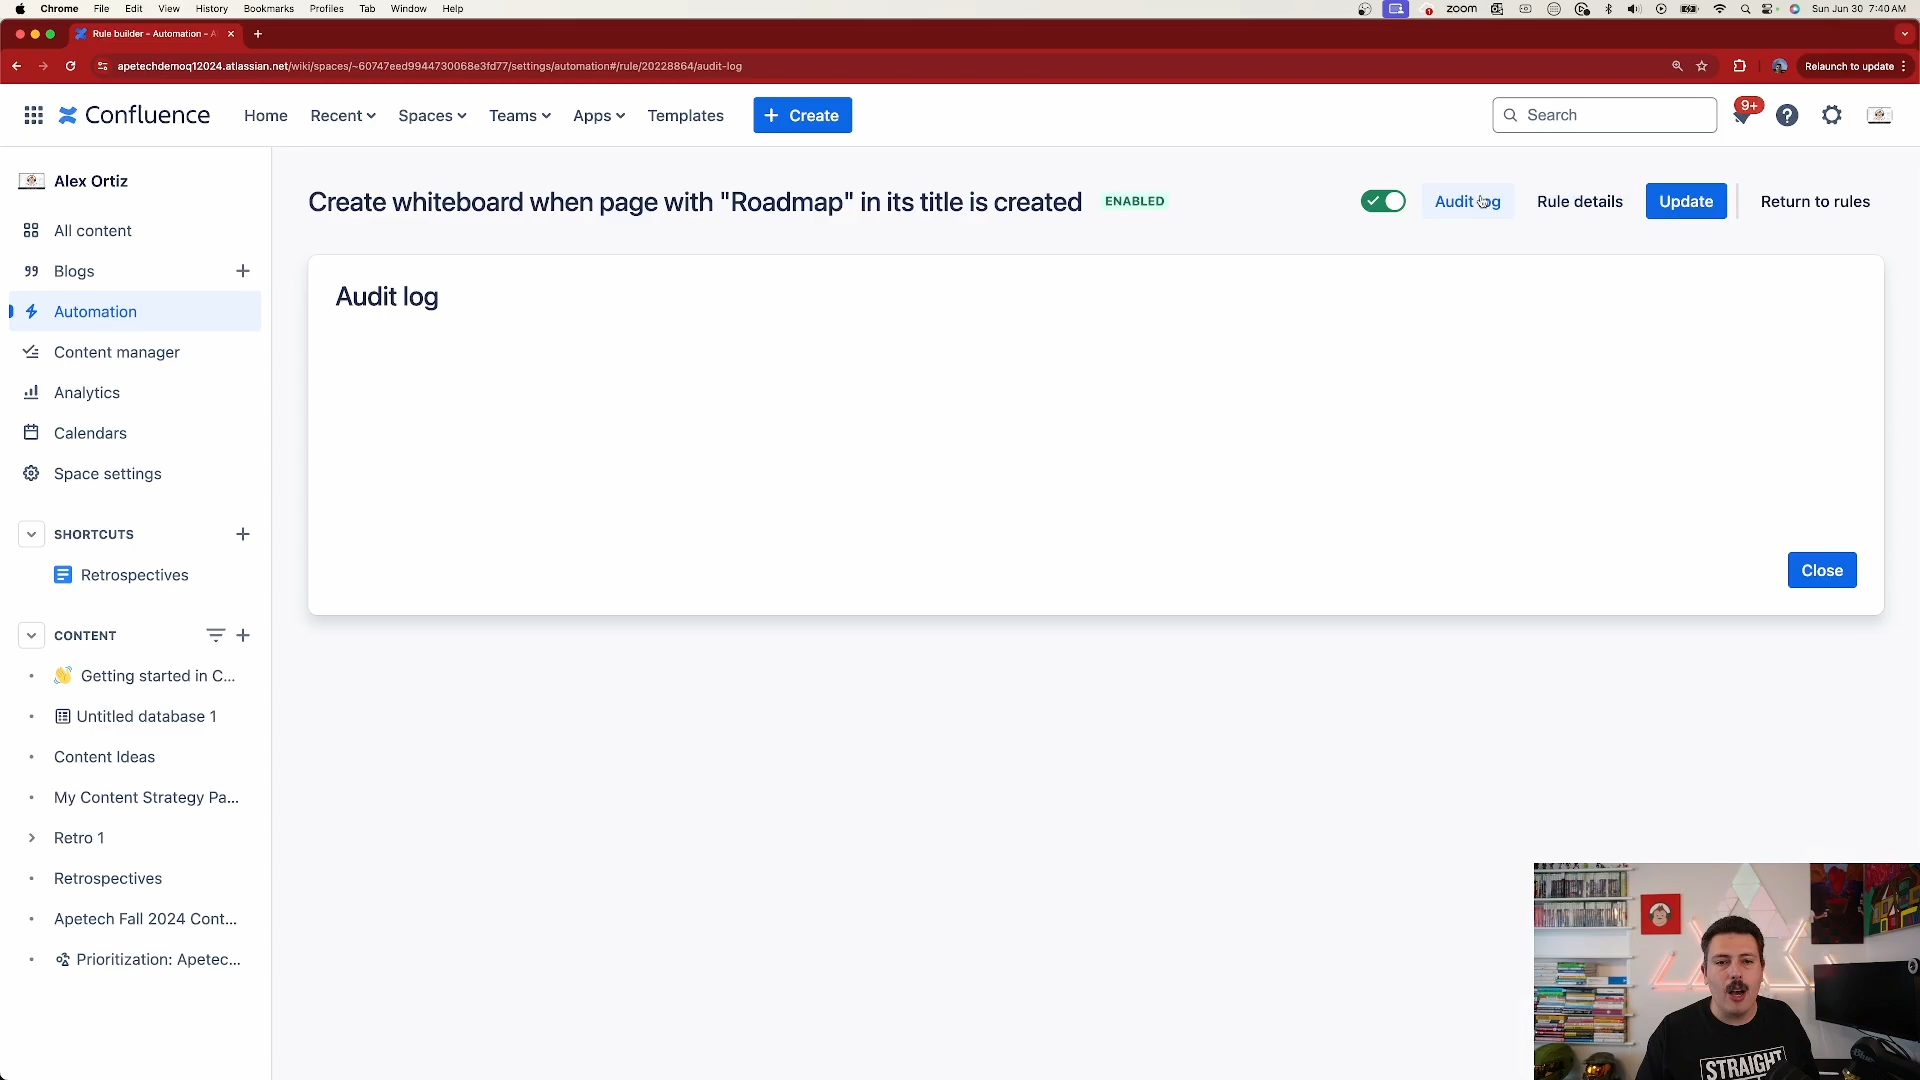 Chrome File Edit View History Bookmarks Profiles Tab Window Help
zoom
Sun Jun 30 7:40 AM
Rule builder - Automation - A
apetechdemoq12024.atlassian.net/wiki/spaces/~60747eed9944730068e3fd77/settings/automation#/rule/20228864/audit-log
Relaunch to update
Confluence Home Recent Spaces Teams Apps Templates + Create
Search
9+
Alex Ortiz
All content
Blogs
Automation
Content manager
Analytics
Calendars
Space settings
SHORTCUTS
Retrospectives
CONTENT
Getting started in C...
Untitled database 1
Content Ideas
My Content Strategy Pa...
Retro 1
Retrospectives
Apetech Fall 2024 Cont...
Prioritization: Apetec...
Create whiteboard when page with "Roadmap" in its title is created ENABLED
Audit log Rule details Update Return to rules
Audit log
Close
STRAIGHT